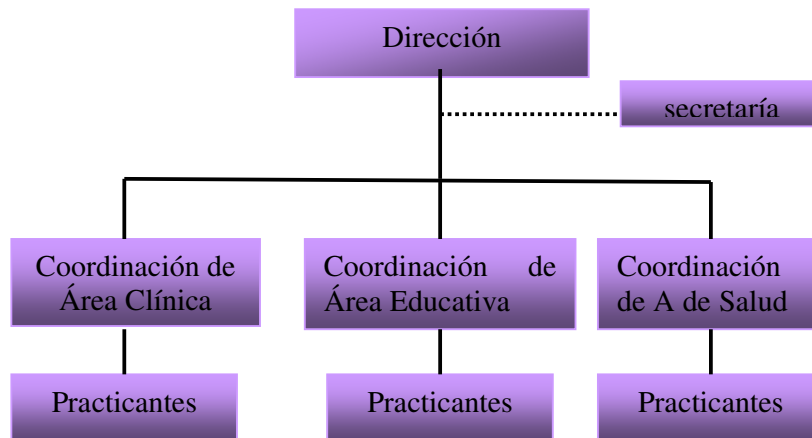 Dirección
secretaría
Coordinación de
Área Clínica
Coordinación de
Área Educativa
Coordinación
de A de Salud
Practicantes
Practicantes
Practicantes